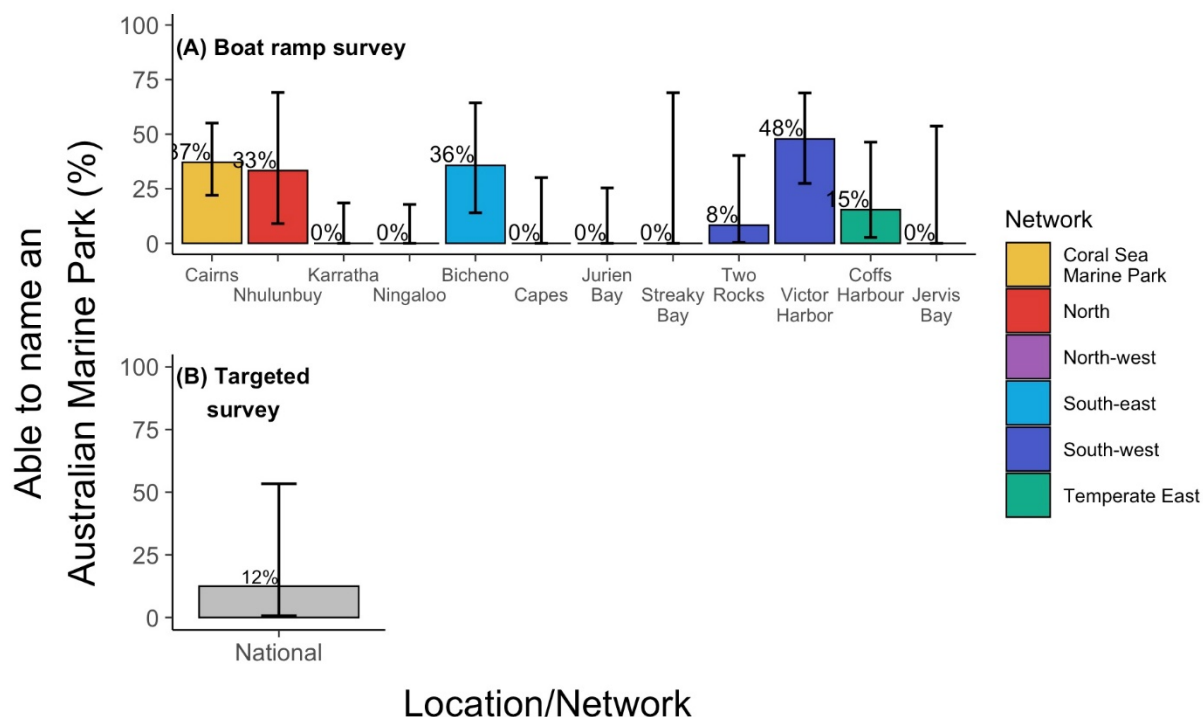 Able to name an
Australian Marine Park (%)
100
75
50
25
0
(A) Boat ramp survey
37%
33%
0%
0%
36%
0%
0%
0%
8%
48%
15%
0%
Cairns
Nhulunbuy
Karratha
Ningaloo
Bicheno
Capes
Jurien
Bay
Streaky
Bay
Two
Rocks
Victor
Harbor
Coffs
Harbour
Jervis
Bay
100
75
50
25
0
(B) Targeted
survey
12%
National
Location/Network
Network
Coral Sea
Marine Park
North
North-west
South-east
South-west
Temperate East